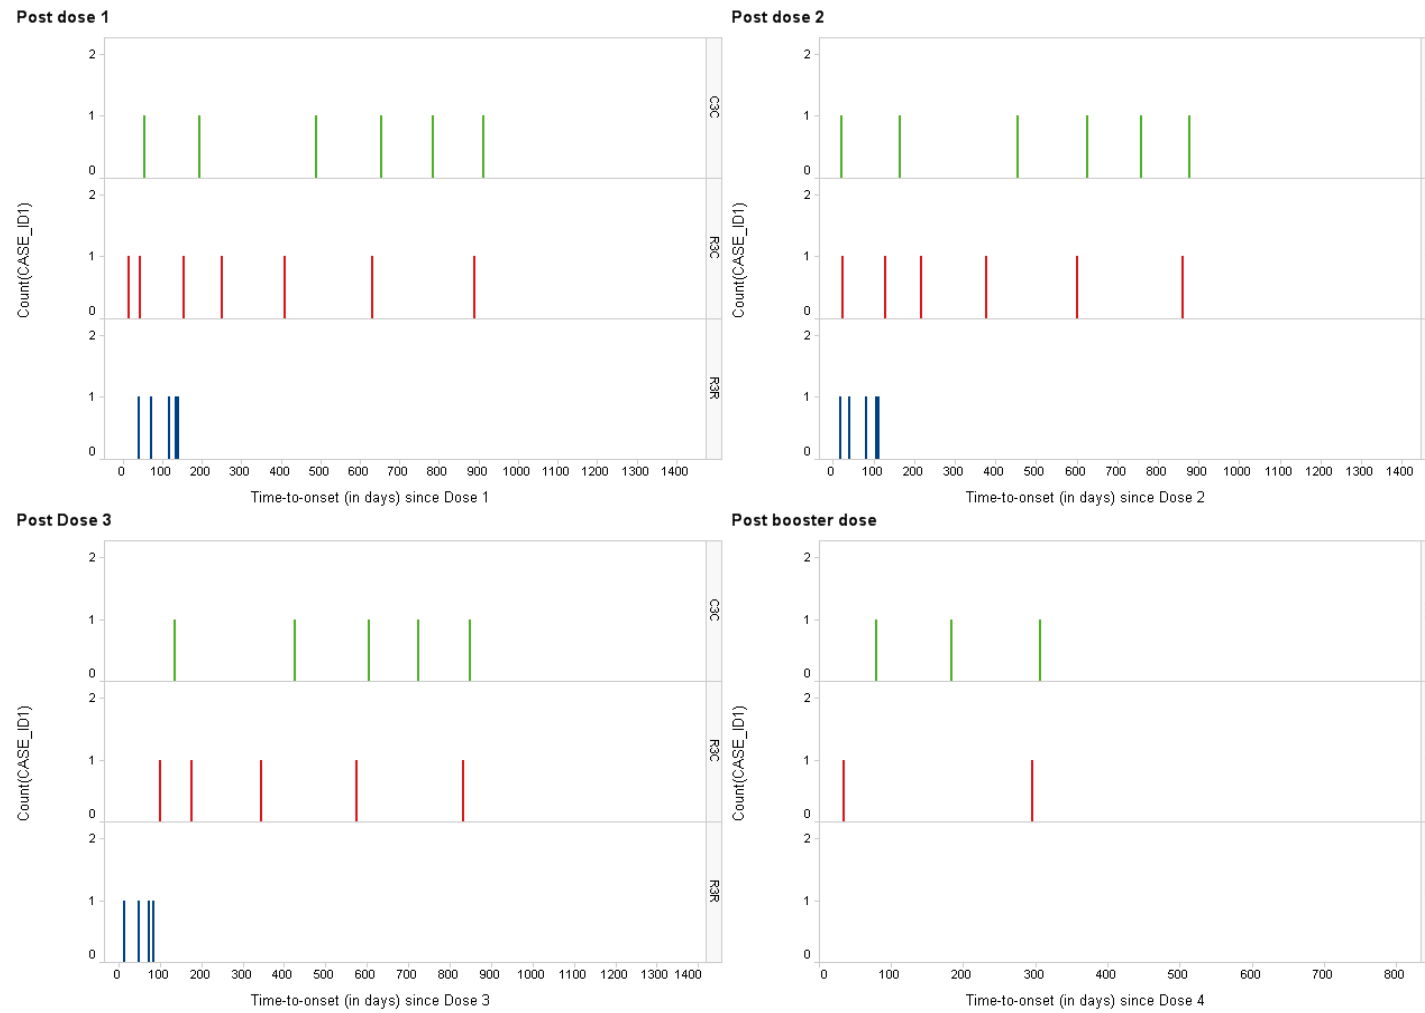 Post dose 1
2
1
0
C3C
2
1
0
R3C
2
1
0
R3R
Count(CASE_ID1)
0 100 200 300 400 500 600 700 800 900 1000 1100 1200 1300 1400
Time-to-onset (in days) since Dose 1
Post dose 2
2
1
0
2
1
0
2
1
0
Count(CASE_ID1)
0 100 200 300 400 500 600 700 800 900 1000 1100 1200 1300 1400
Time-to-onset (in days) since Dose 2
Post Dose 3
2
1
0
C3C
2
1
0
R3C
2
1
0
R3R
Count(CASE_ID1)
0 100 200 300 400 500 600 700 800 900 1000 1100 1200 1300 1400
Time-to-onset (in days) since Dose 3
Post booster dose
2
1
0
2
1
0
2
1
0
Count(CASE_ID1)
0 100 200 300 400 500 600 700 800
Time-to-onset (in days) since Dose 4